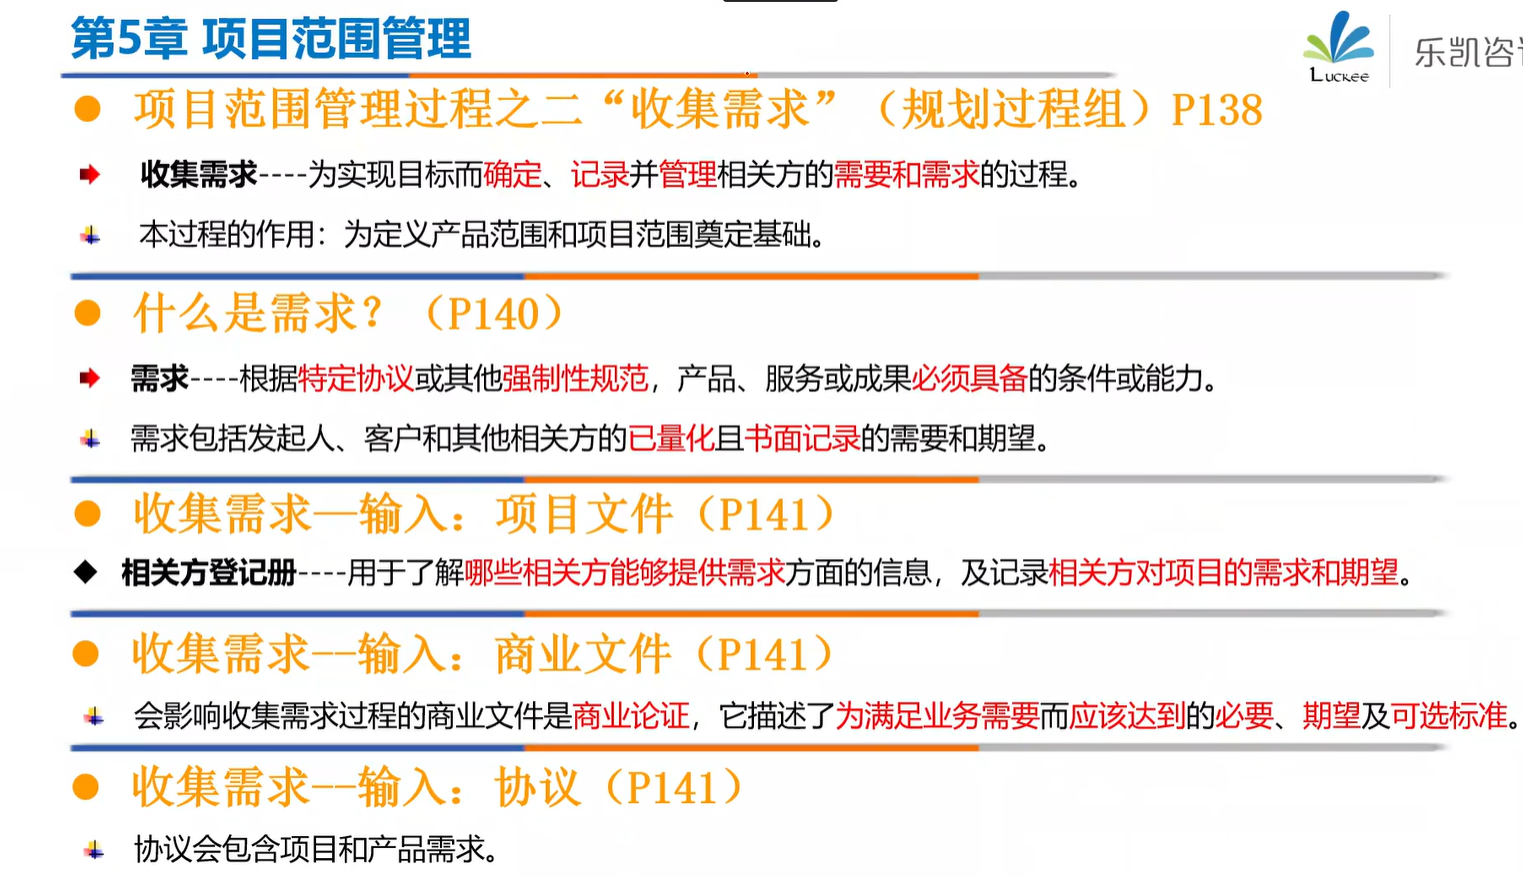 第5章 项目范围管理
Luckee
乐凯咨
项目范围管理过程之二“收集需求”（规划过程组）P138
收集需求----为实现目标而确定、记录并管理相关方的需要和需求的过程。
本过程的作用：为定义产品范围和项目范围奠定基础。
什么是需求？（P140）
需求----根据特定协议或其他强制性规范，产品、服务或成果必须具备的条件或能力。
需求包括发起人、客户和其他相关方的已量化且书面记录的需要和期望。
收集需求—输入：项目文件（P141）
相关方登记册----用于了解哪些相关方能够提供需求方面的信息，及记录相关方对项目的需求和期望。
收集需求--输入：商业文件（P141）
会影响收集需求过程的商业文件是商业论证，它描述了为满足业务需要而应该达到的必要、期望及可选标准。
收集需求--输入：协议（P141）
协议会包含项目和产品需求。